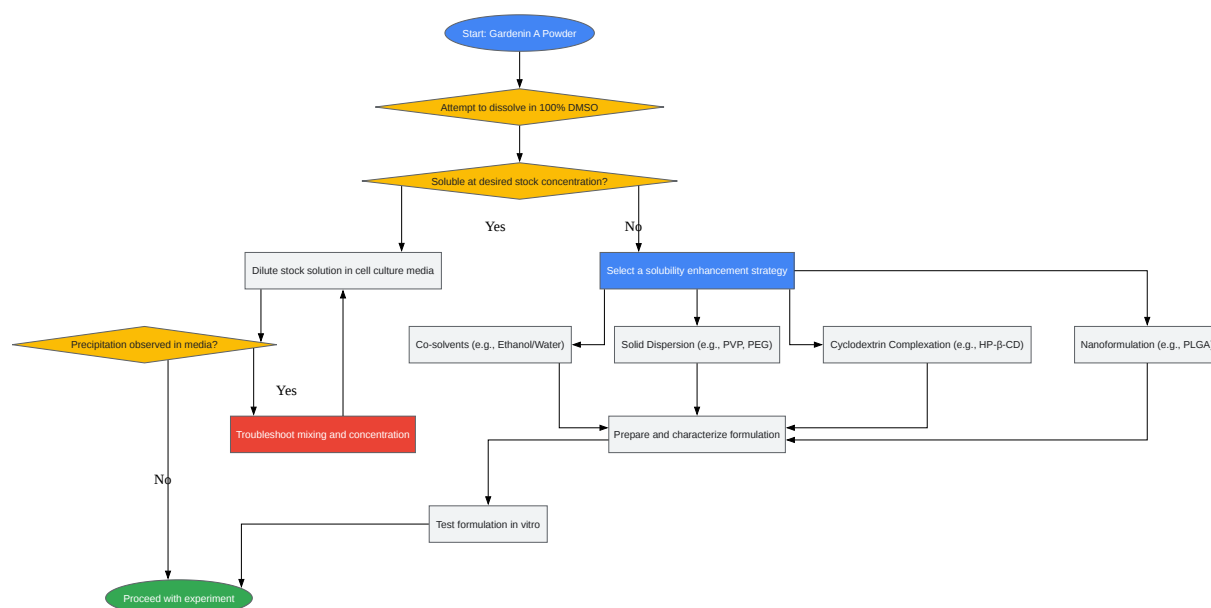 Start: Gardenin A Powder
Attempt to dissolve in 100% DMSO
Soluble at desired stock concentration?
Yes
No
Dilute stock solution in cell culture media
Select a solubility enhancement strategy
Precipitation observed in media?
Co-solvents (e.g., Ethanol/Water)
Solid Dispersion (e.g., PVP, PEG)
Cyclodextrin Complexation (e.g., HP-β-CD)
Nanoformulation (e.g., PLGA)
Yes
Troubleshoot mixing and concentration
Prepare and characterize formulation
No
Test formulation in vitro
Proceed with experiment